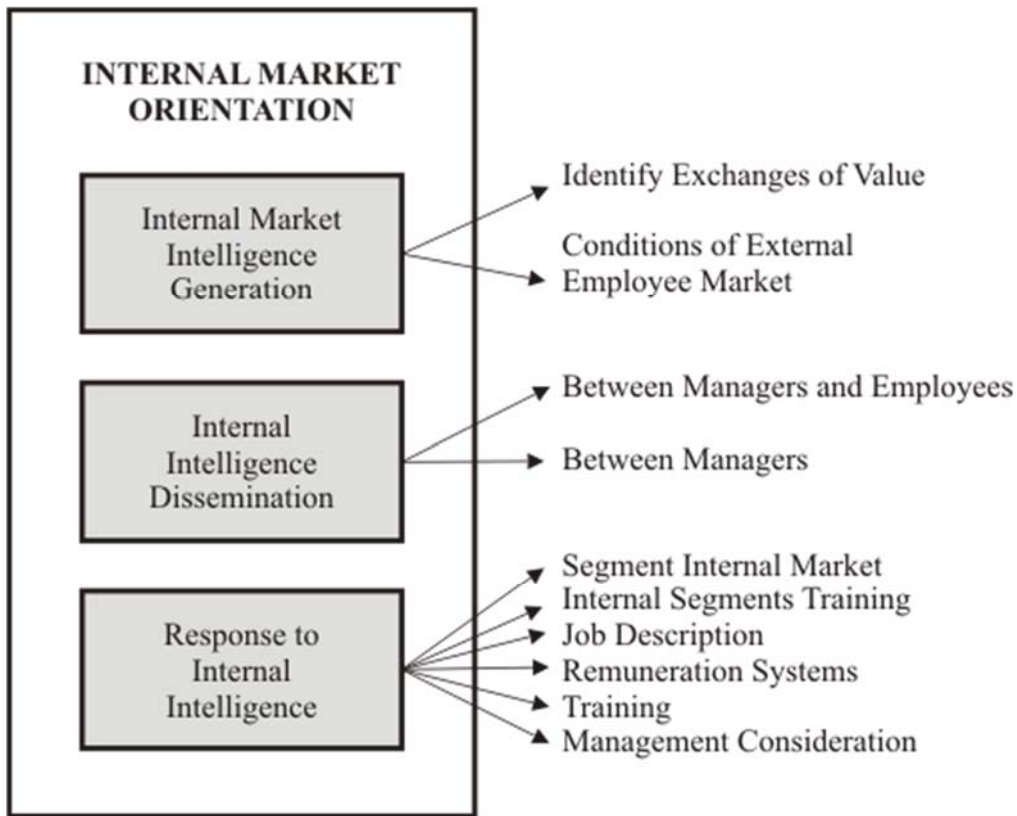 INTERNAL MARKET
ORIENTATION
Internal Market
Intelligence
Generation
Identify Exchanges of Value
Conditions of External
Employee Market
Internal
Intelligence
Dissemination
Between Managers and Employees
Between Managers
Response to
Internal
Intelligence
Segment Internal Market
Internal Segments Training
Job Description
Remuneration Systems
Training
Management Consideration